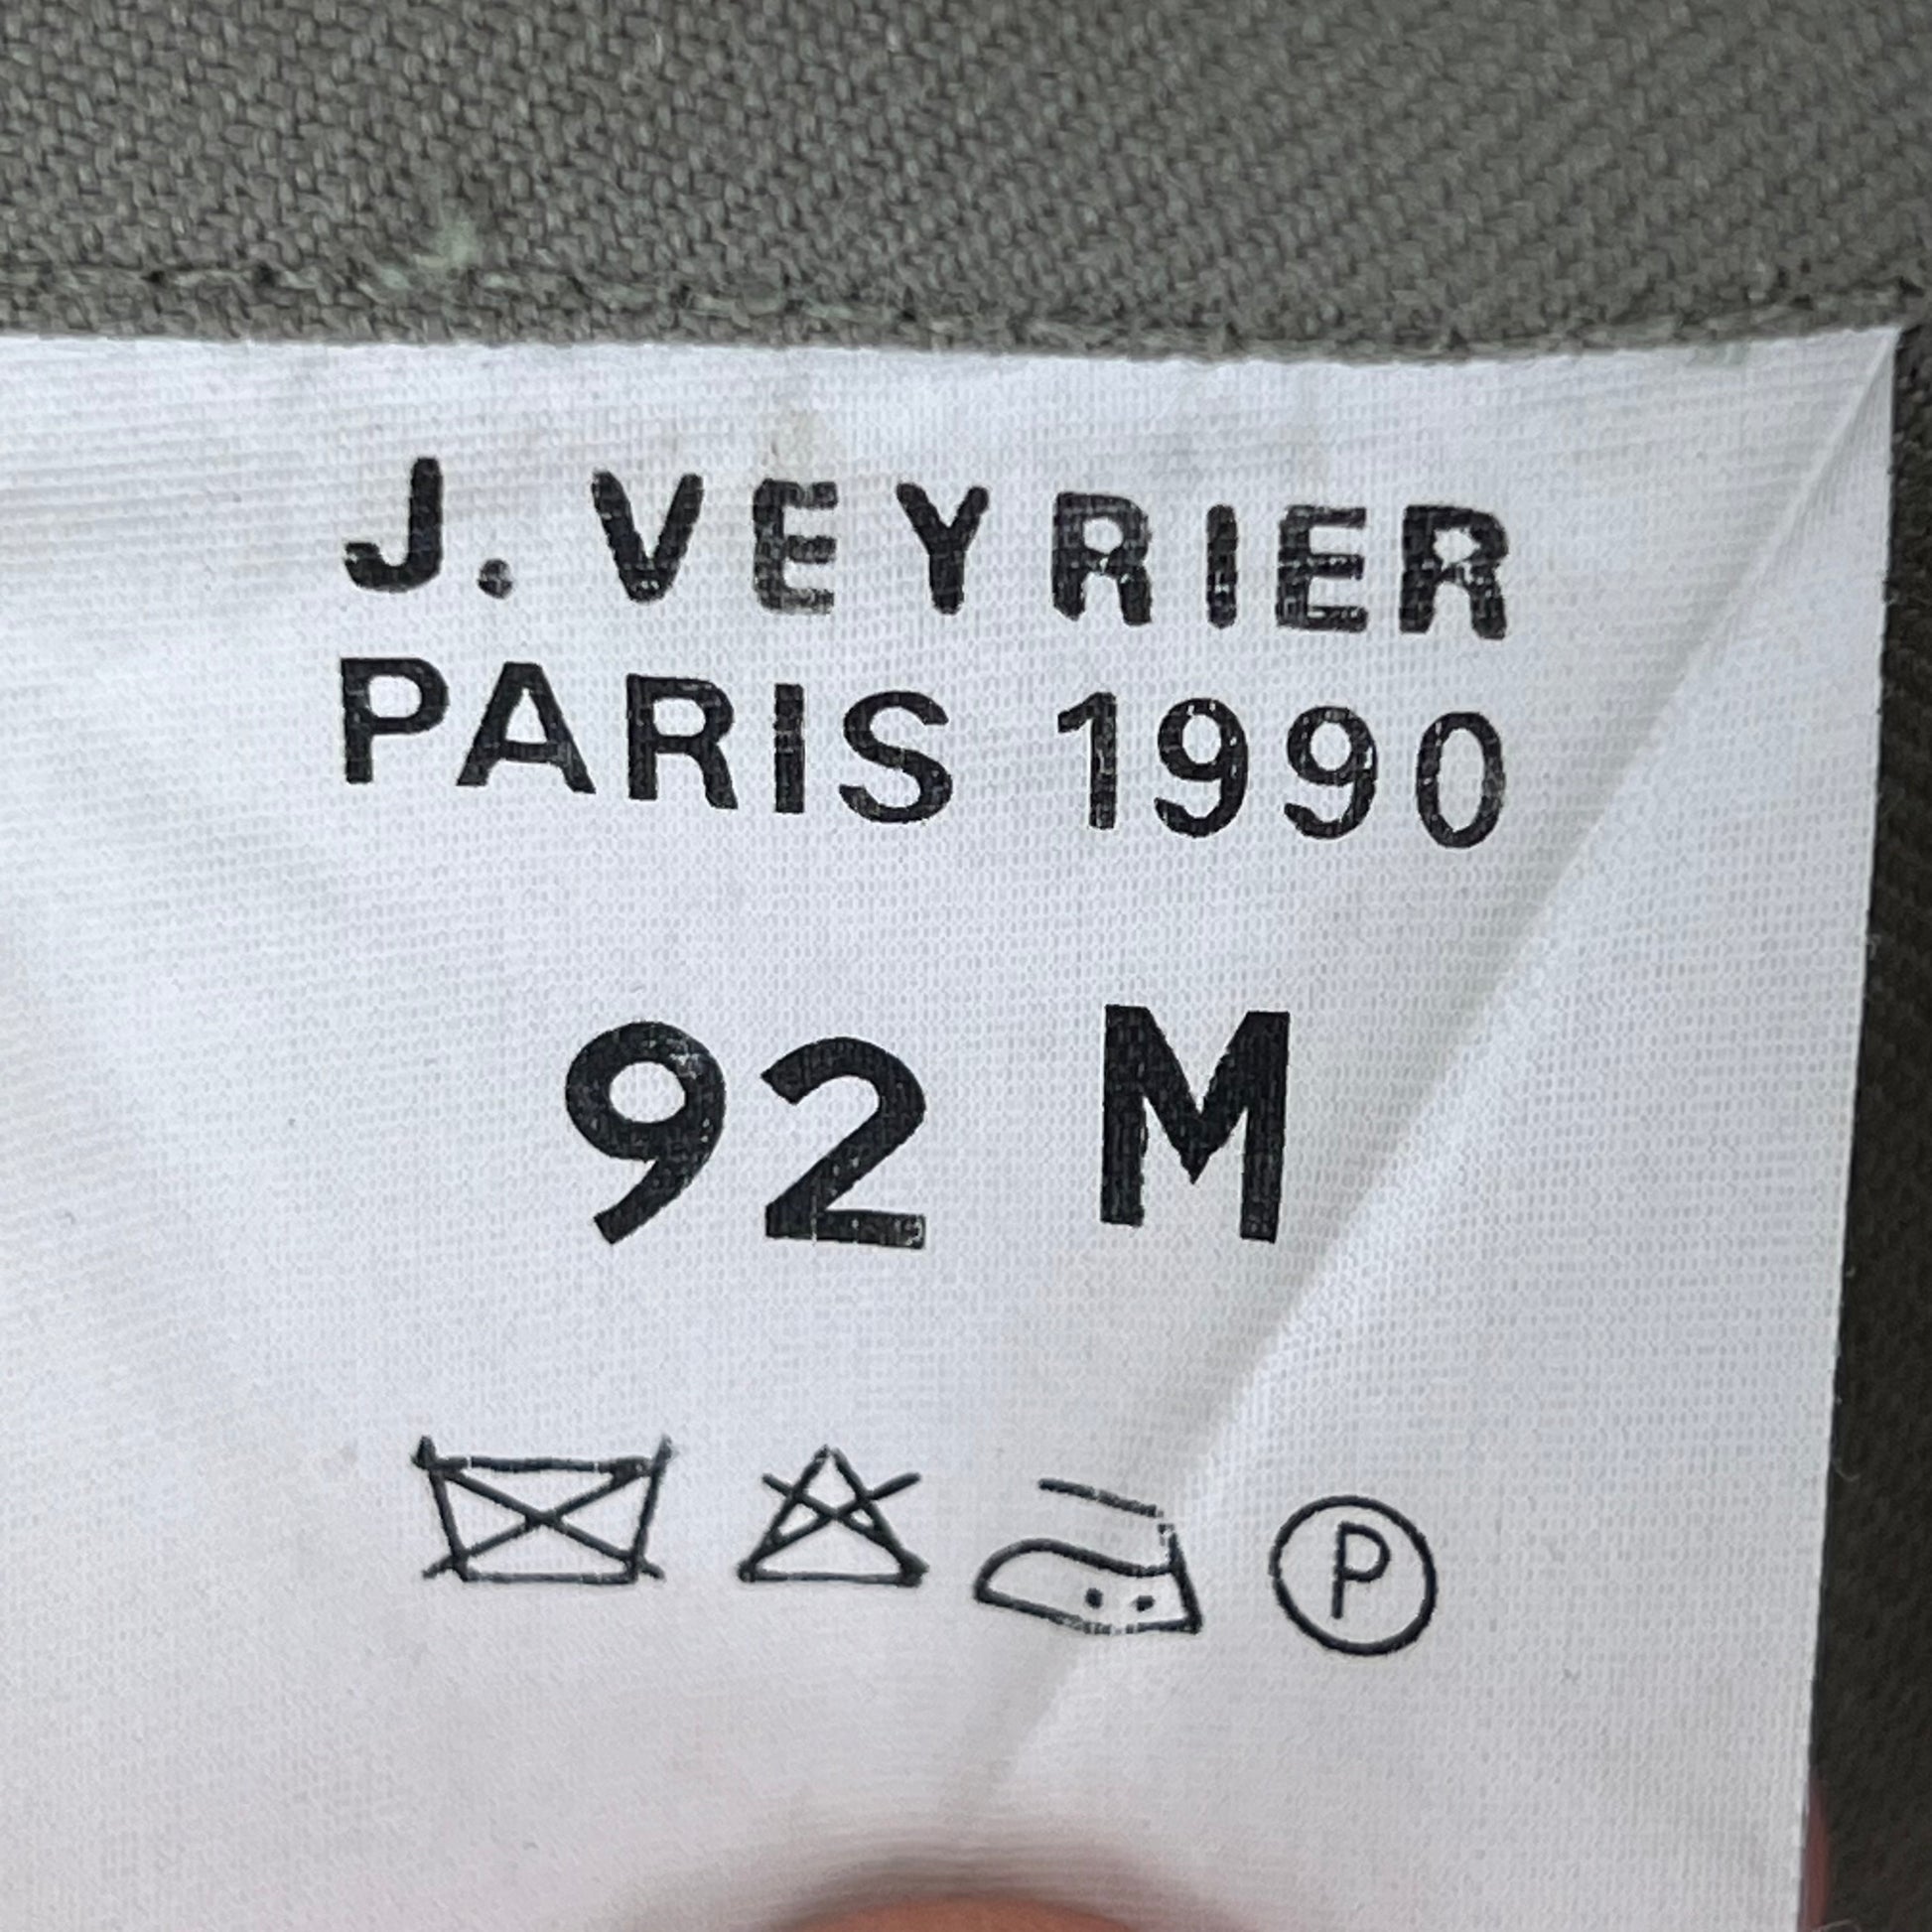 J. VEYRIER
PARIS 1990
92 M
P